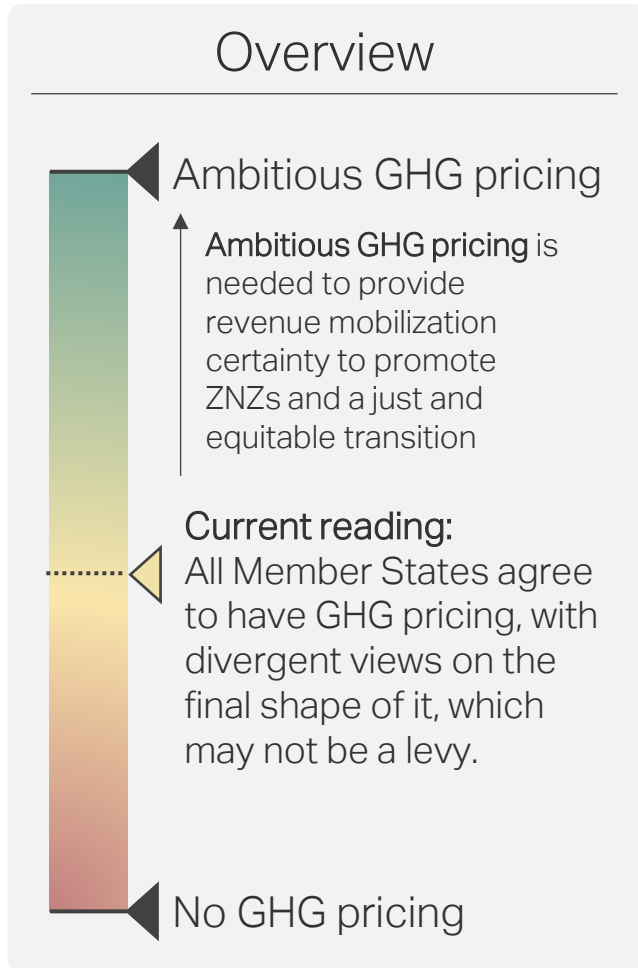 Overview
Ambitious GHG pricing
Ambitious GHG pricing is
needed to provide
revenue mobilization
certainty to promote
ZNZs and a just and
equitable transition
Current reading:
All Member States agree
to have GHG pricing, with
divergent views on the
final shape of it, which
may not be a levy.
No GHG pricing